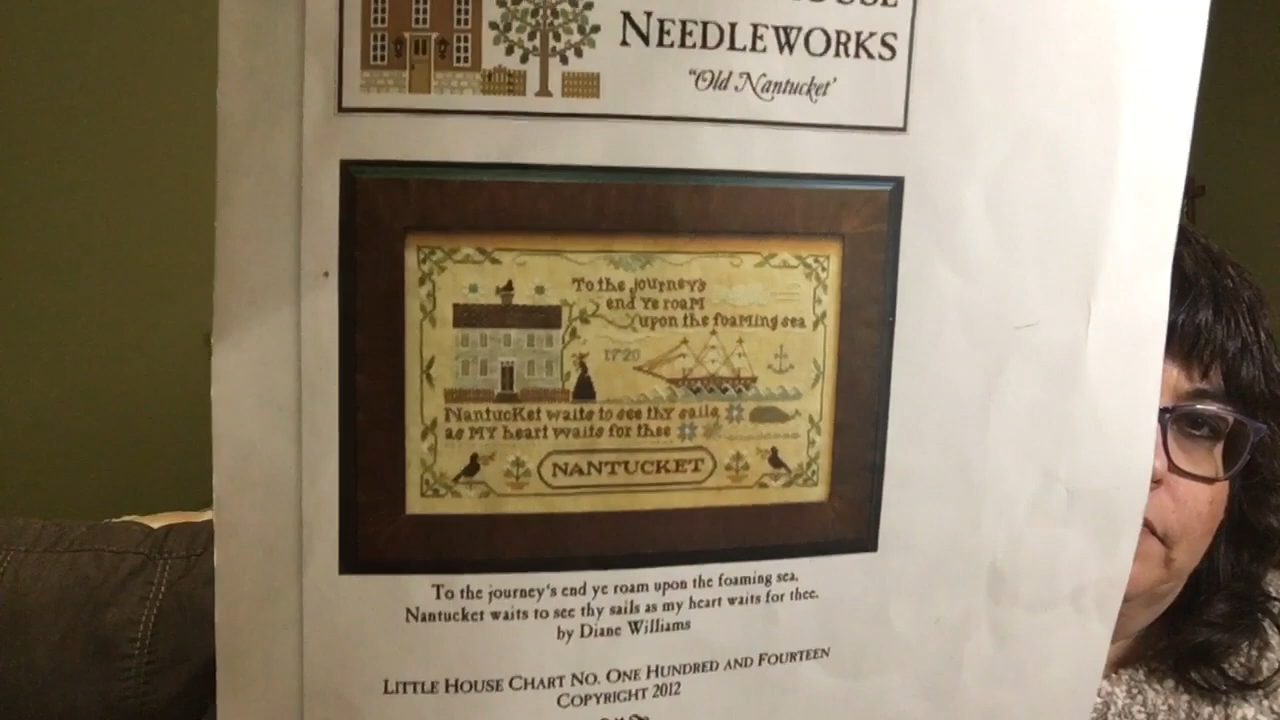 NEEDLEWORKS
"Old Nantucket'
To the journeys
end ye roam
upon the foaming sea
1720
Nantucket waits to see thy sails
as my heart waits for thee
NANTUCKET
To the journey's end ye roam upon the foaming sea,
Nantucket waits to see thy sails as my heart waits for thee.
by Diane Williams
LITTLE HOUSE CHART NO. ONE HUNDRED AND FOURTEEN
COPYRIGHT 2012